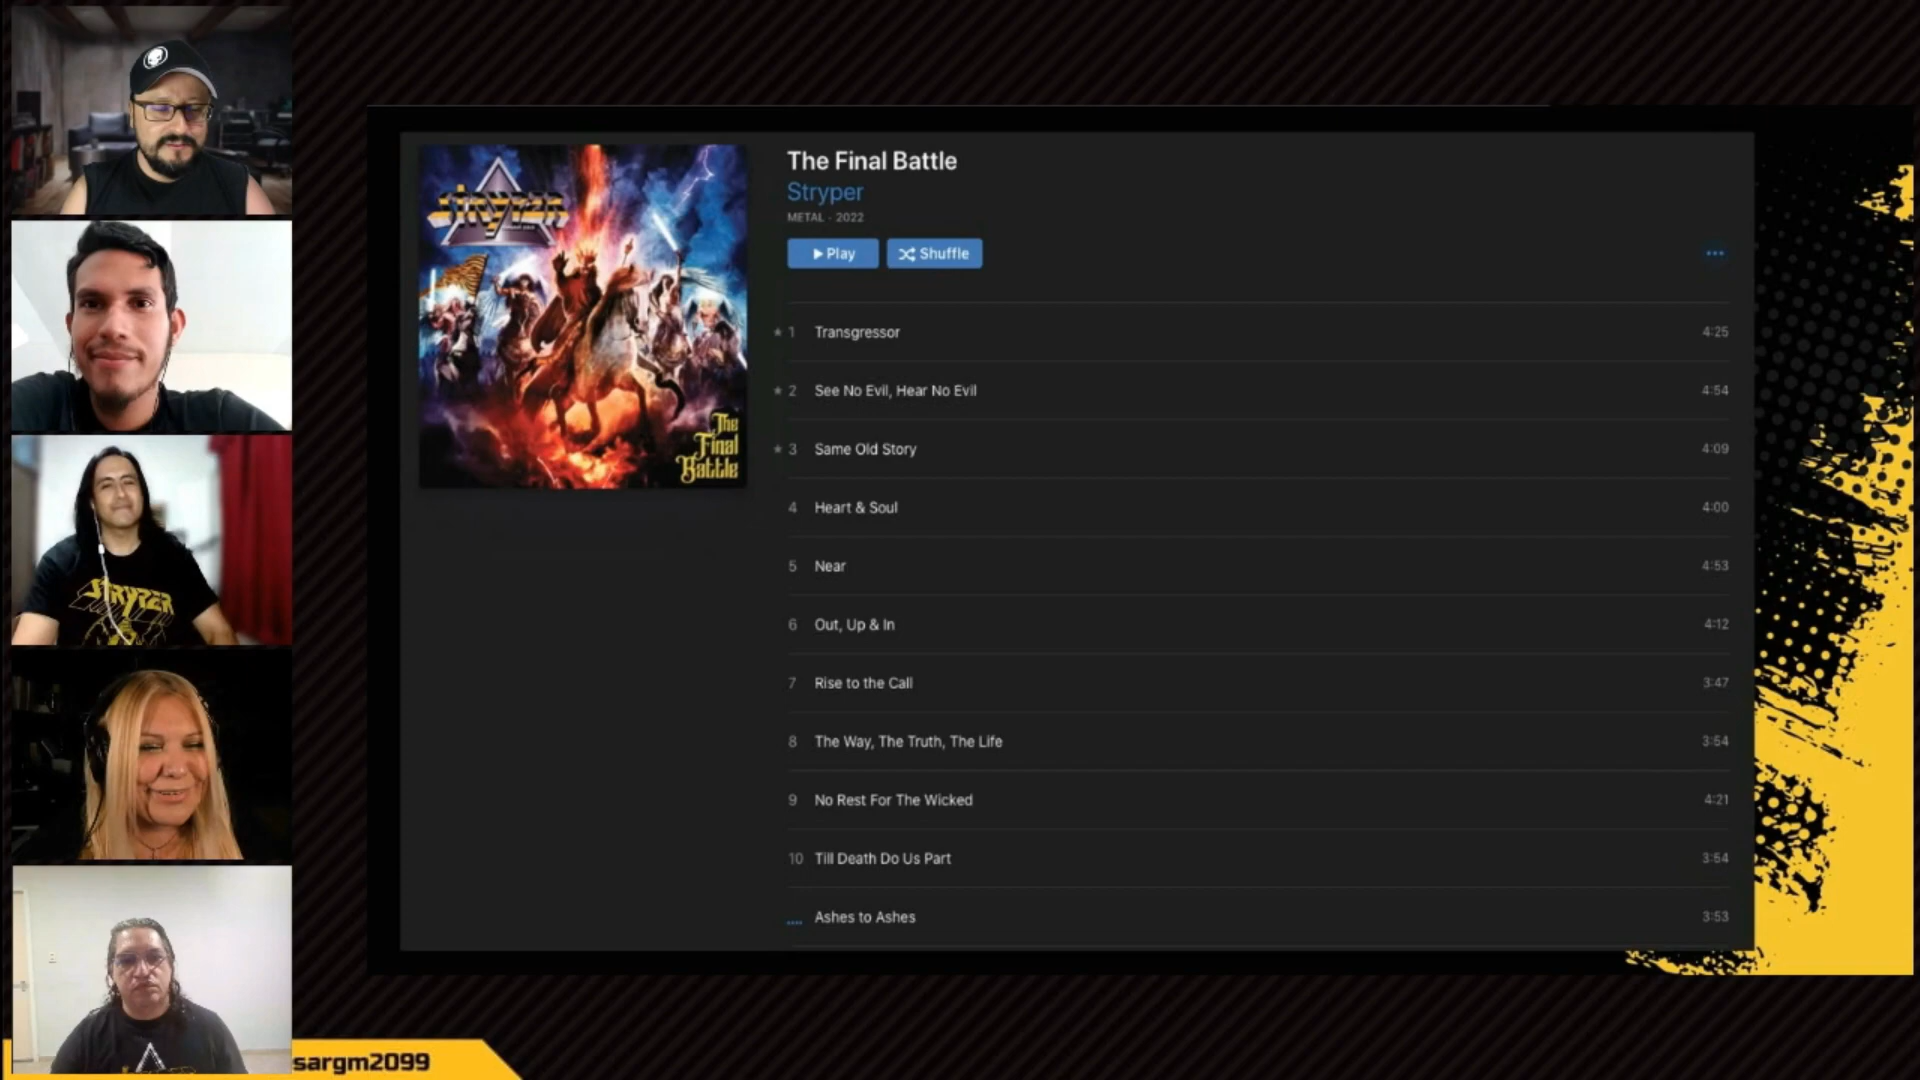 The Final Battle
Stryper
METAL · 2022
Play
Shuffle
1 Transgressor 4:25
2 See No Evil, Hear No Evil 4:54
3 Same Old Story 4:09
4 Heart & Soul 4:00
5 Near 4:53
6 Out, Up & In 4:12
7 Rise to the Call 3:47
8 The Way, The Truth, The Life 3:54
9 No Rest For The Wicked 4:21
10 Till Death Do Us Part 3:54
Ashes to Ashes 3:53
STRYPER
The
Final
Battle
STRYPER
sargm2099